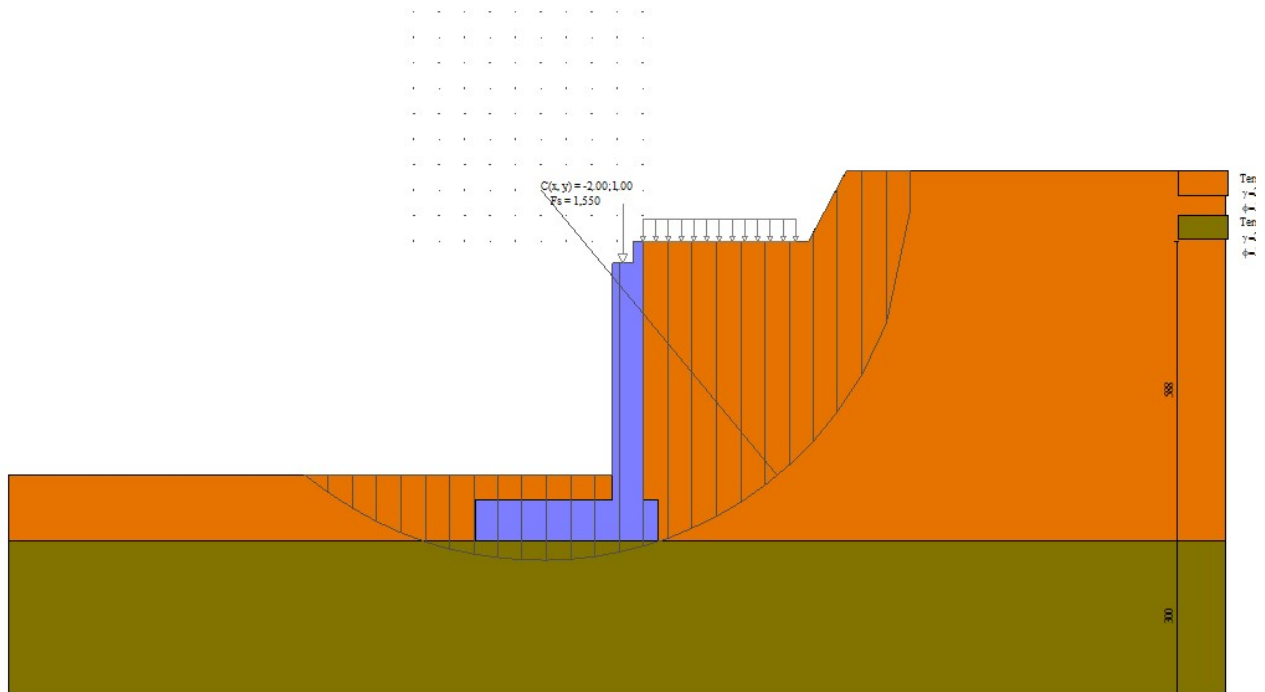 C(x, y) = -2,00;1,00
Fs = 1,550
Ten
γ
φ
Ten
γ
φ
588
300